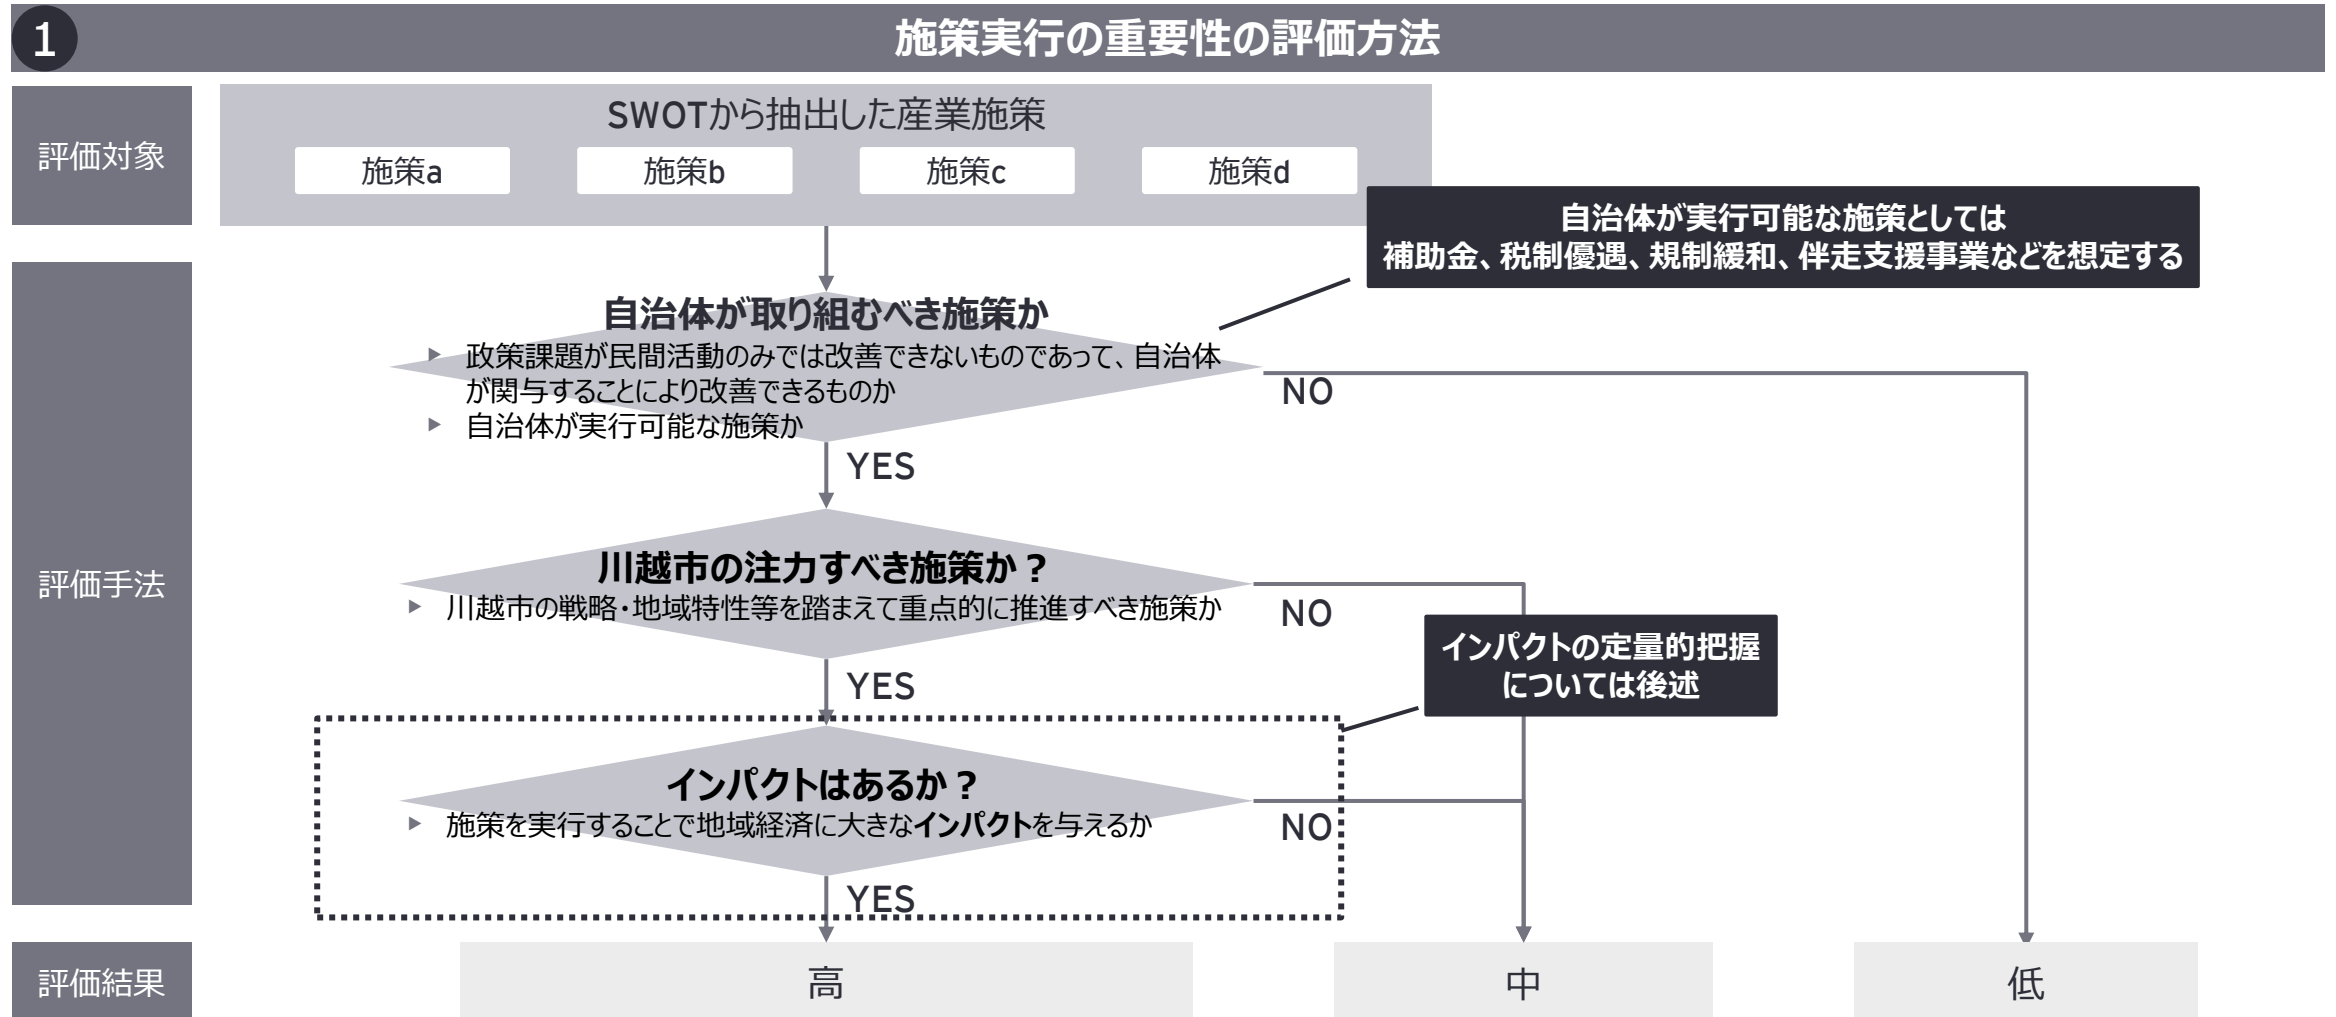 1
施策実行の重要性の評価方法
評価対象
SWOTから抽出した産業施策
施策a
施策b
施策c
施策d
自治体が実行可能な施策としては
補助金、税制優遇、規制緩和、伴走支援事業などを想定する
評価手法
自治体が取り組むべき施策か
▶ 政策課題が民間活動のみでは改善できないものであって、自治体
が関与することにより改善できるものか
▶ 自治体が実行可能な施策か
NO
YES
川越市の注力すべき施策か？
▶ 川越市の戦略・地域特性等を踏まえて重点的に推進すべき施策か
NO
YES
インパクトの定量的把握
については後述
インパクトはあるか？
▶ 施策を実行することで地域経済に大きなインパクトを与えるか
NO
YES
評価結果
高
中
低